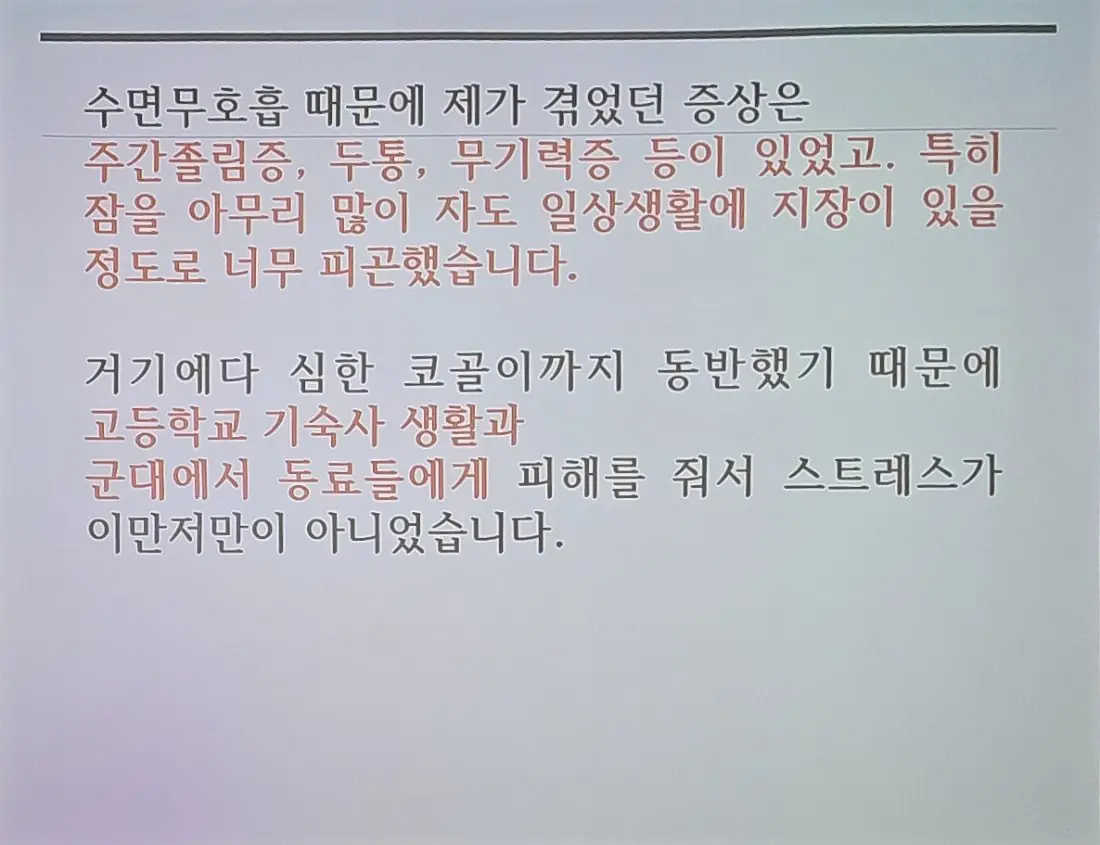 수면무호흡 때문에 제가 겪었던 증상은
주간졸림증, 두통, 무기력증 등이 있었고. 특히
잠을 아무리 많이 자도 일상생활에 지장이 있을
정도로 너무 피곤했습니다.
거기에다 심한 코골이까지 동반했기 때문에
고등학교 기숙사 생활과
군대에서 동료들에게 피해를 줘서 스트레스가
이만저만이 아니었습니다.